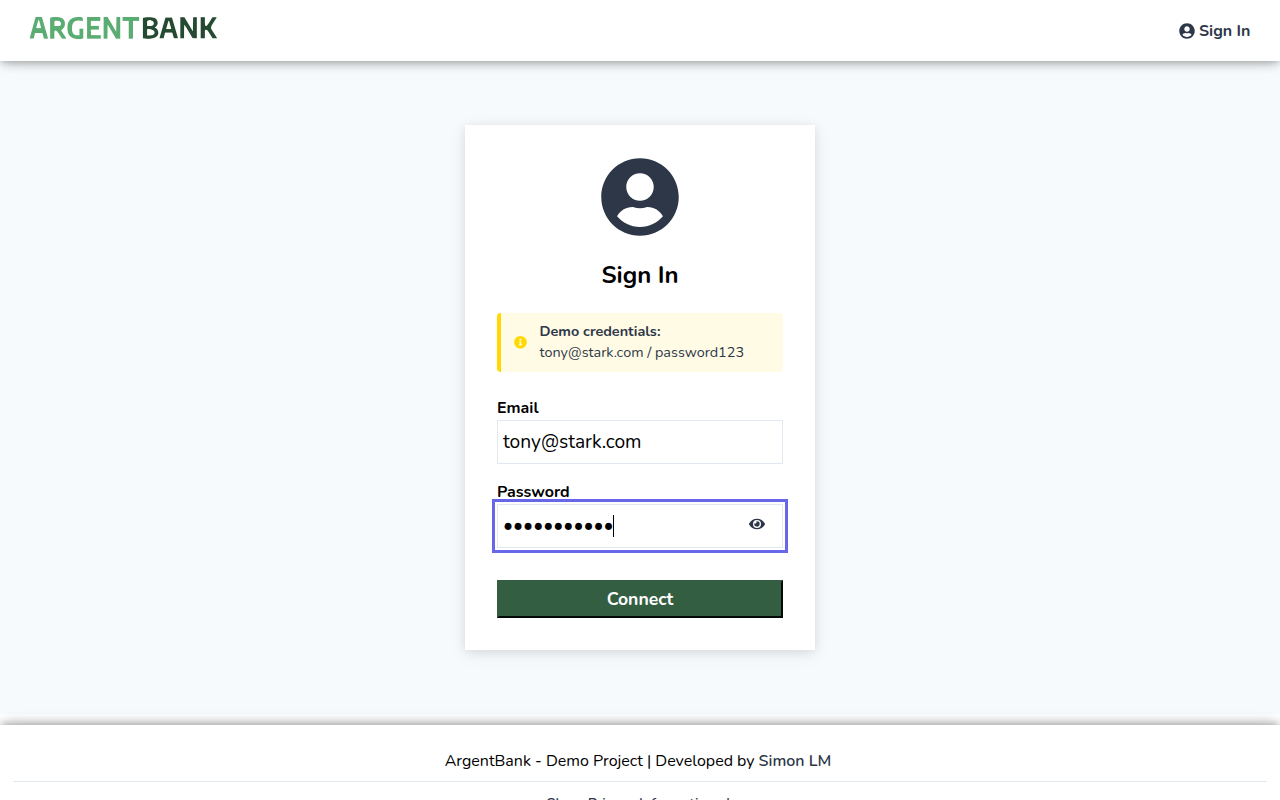 ARGENTBANK
Sign In
Sign In
Demo credentials:
tony@stark.com / password123
Email
tony@stark.com
Password
●●●●●●●●●●●
Connect
ArgentBank - Demo Project | Developed by Simon LM